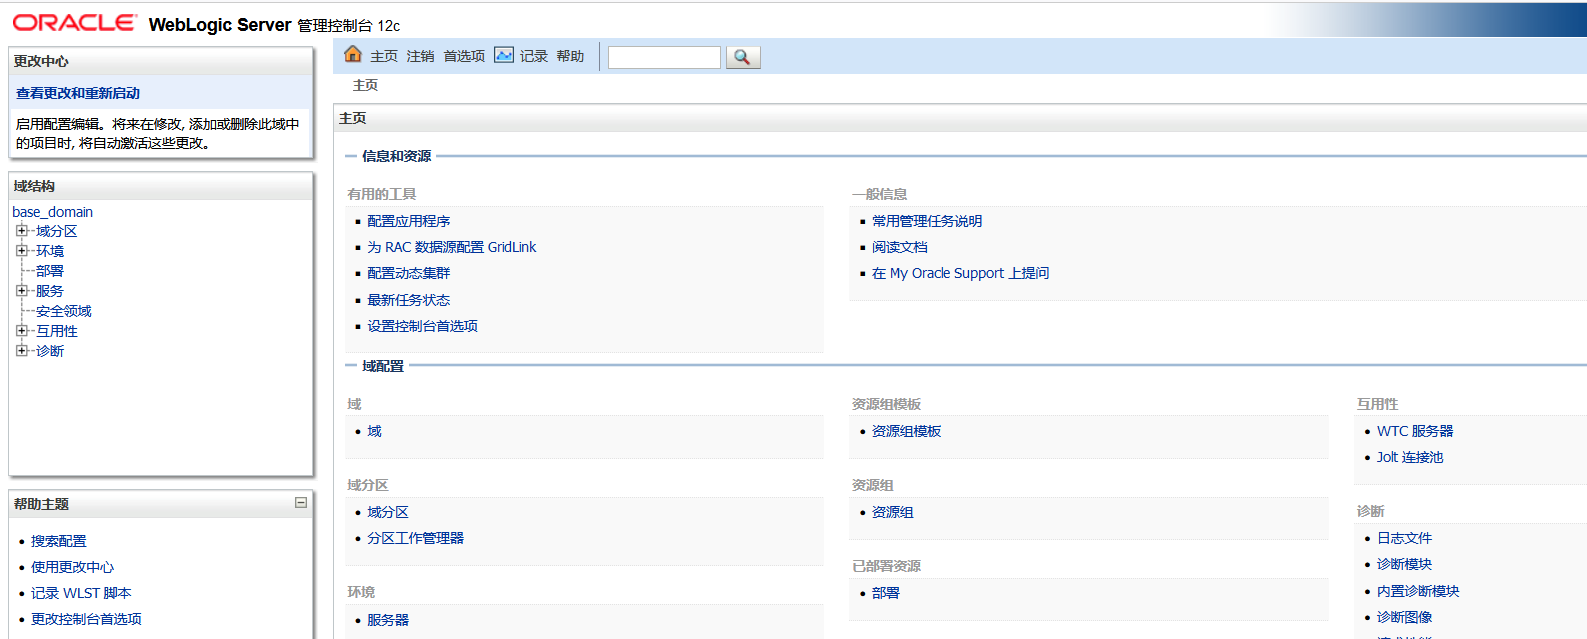 ORACLE WebLogic Server 管理控制台 12c
更改中心
查看更改和重新启动
启用配置编辑。将来在修改, 添加或删除此域中
的项目时, 将自动激活这些更改。
域结构
base_domain
域分区
环境
部署
服务
安全领域
互用性
诊断
帮助主题
搜索配置
使用更改中心
记录 WLST 脚本
更改控制台首选项
主页 注销 首选项 记录 帮助
主页
主页
信息和资源
有用的工具
配置应用程序
为 RAC 数据源配置 GridLink
配置动态集群
最新任务状态
设置控制台首选项
一般信息
常用管理任务说明
阅读文档
在 My Oracle Support 上提问
域配置
域
域
域分区
域分区
分区工作管理器
环境
服务器
资源组模板
资源组模板
资源组
资源组
已部署资源
部署
互用性
WTC 服务器
Jolt 连接池
诊断
日志文件
诊断模块
内置诊断模块
诊断图像